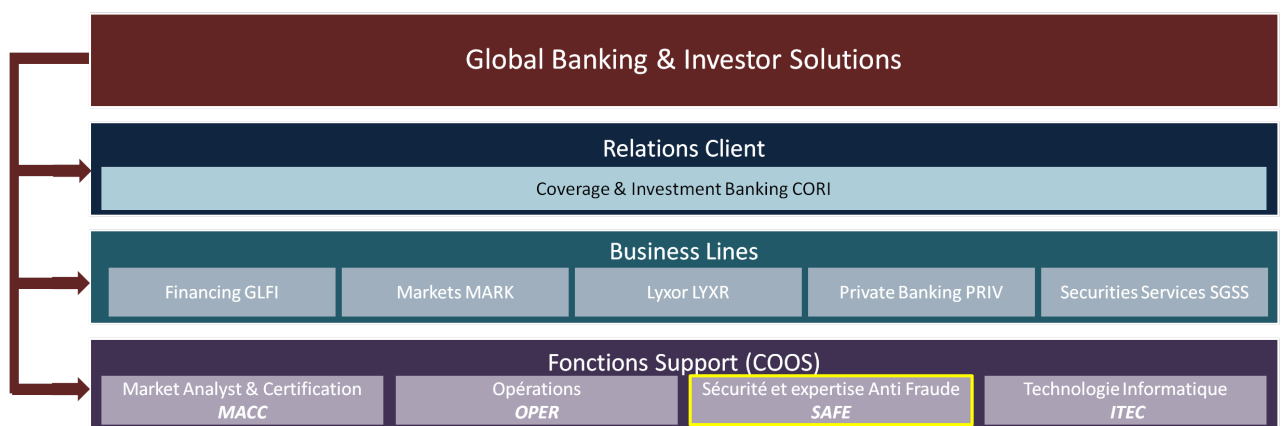 Global Banking & Investor Solutions
Relations Client
Coverage & Investment Banking CORI
Business Lines
Financing GLFI
Markets MARK
Lyxor LYXR
Private Banking PRIV
Securities Services SGSS
Fonctions Support (COOS)
Market Analyst & Certification
MACC
Opérations
OPER
Sécurité et expertise Anti Fraude
SAFE
Technologie Informatique
ITEC